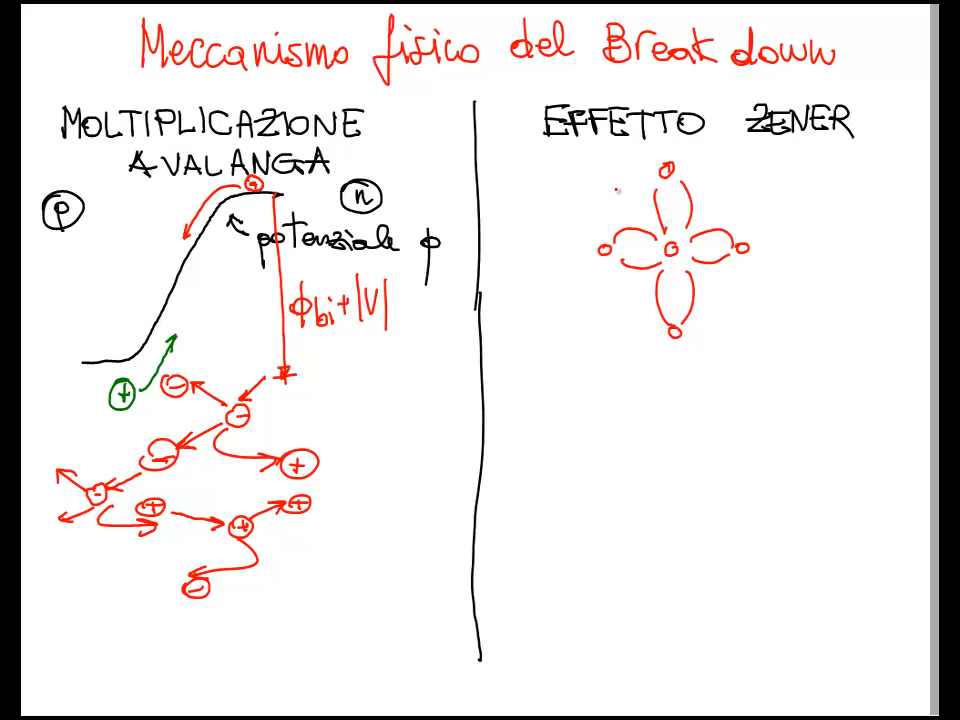 Meccanismo fisico del Breakdown
MOLTIPLICAZIONE
AVALANGA
p
n
potenziale ϕ
ϕbi+|V|
+
-
-
-
+
-
+
+
+
-
EFFETTO ZENER